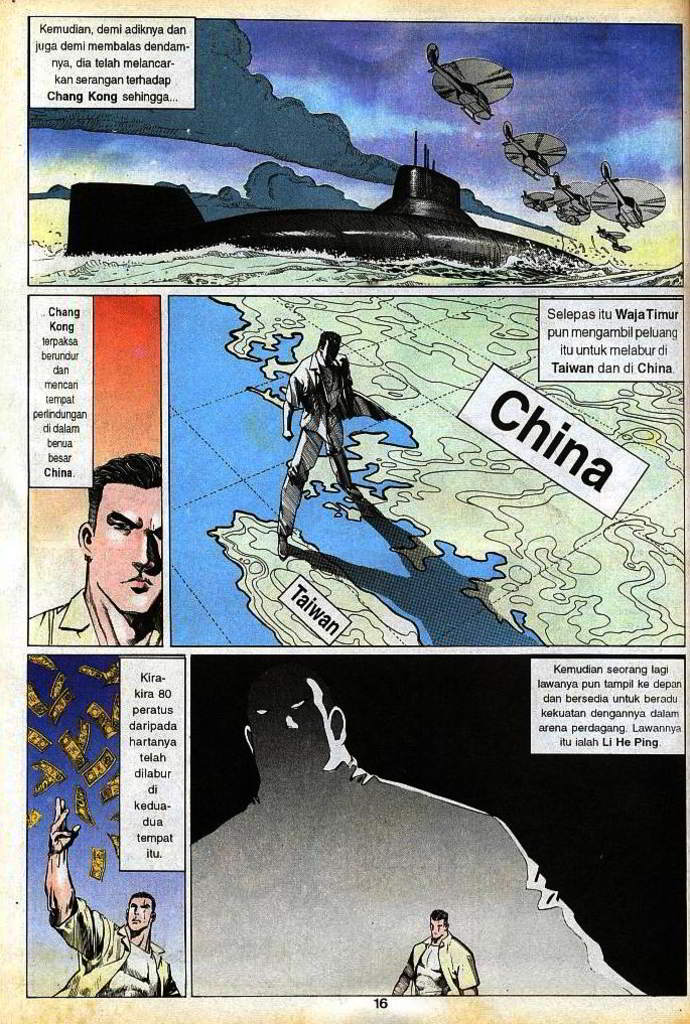 Kemudian, demi adiknya dan
juga demi membalas dendam-
nya, dia telah melancar-
kan serangan terhadap
Chang Kong sehingga...
Chang
Kong
terpaksa
berundur
dan
mencari
tempat
perlindungan
di dalam
benua
besar
China.
Selepas itu Waja Timur
pun mengambil peluang
itu untuk melabur di
Taiwan dan di China.
China
Taiwan
Kira-
kira 80
peratus
daripada
hartanya
telah
dilabur
di
kedua-
dua
tempat
itu.
Kemudian seorang lagi
lawanya pun tampil ke depan
dan bersedia untuk beradu
kekuatan dengannya dalam
arena perdagang. Lawannya
itu ialah Li He Ping.
16